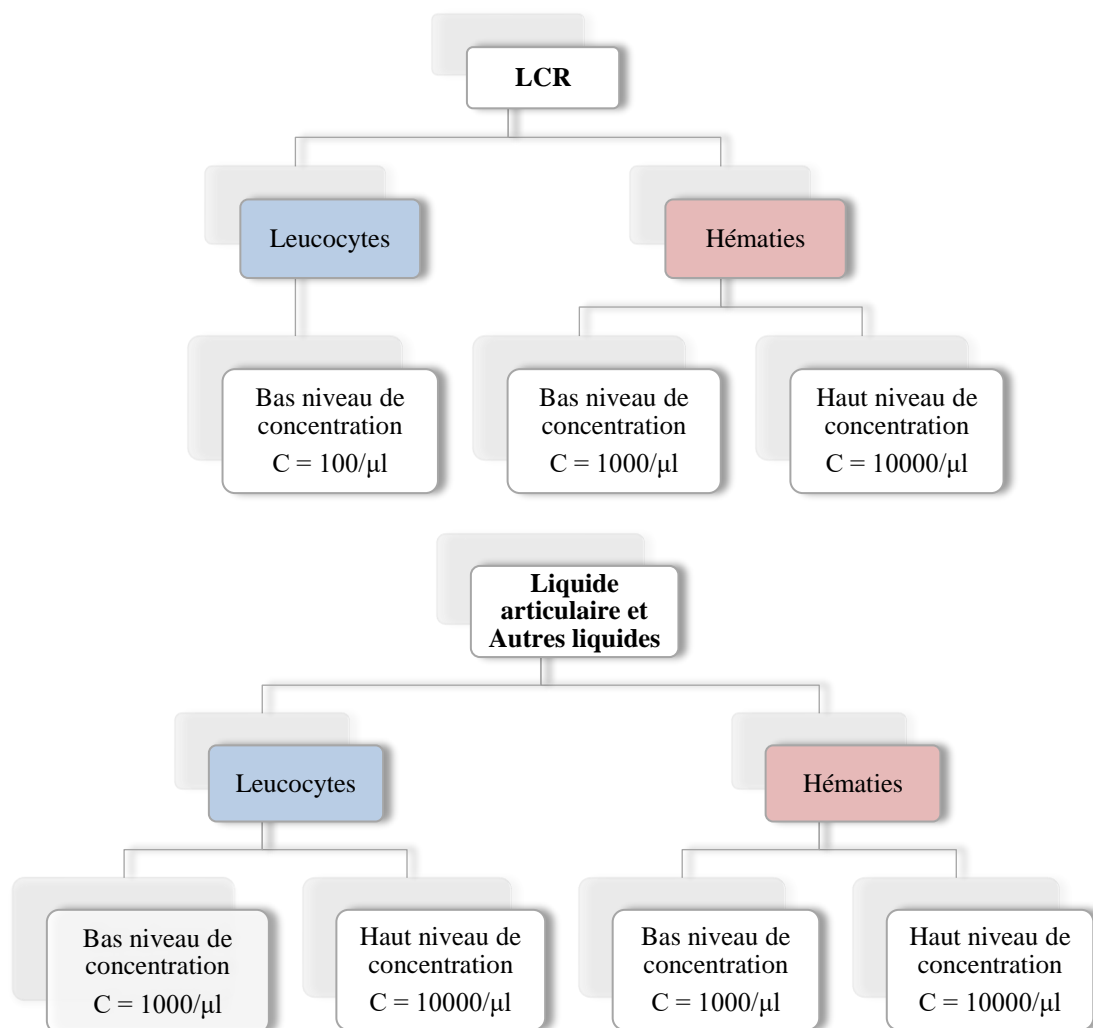 LCR
Leucocytes
Hématies
Bas niveau de
concentration
C = 100/µl
Bas niveau de
concentration
C = 1000/µl
Haut niveau de
concentration
C = 10000/µl
Liquide
articulaire et
Autres liquides
Leucocytes
Hématies
Bas niveau de
concentration
C = 1000/µl
Haut niveau de
concentration
C = 10000/µl
Bas niveau de
concentration
C = 1000/µl
Haut niveau de
concentration
C = 10000/µl